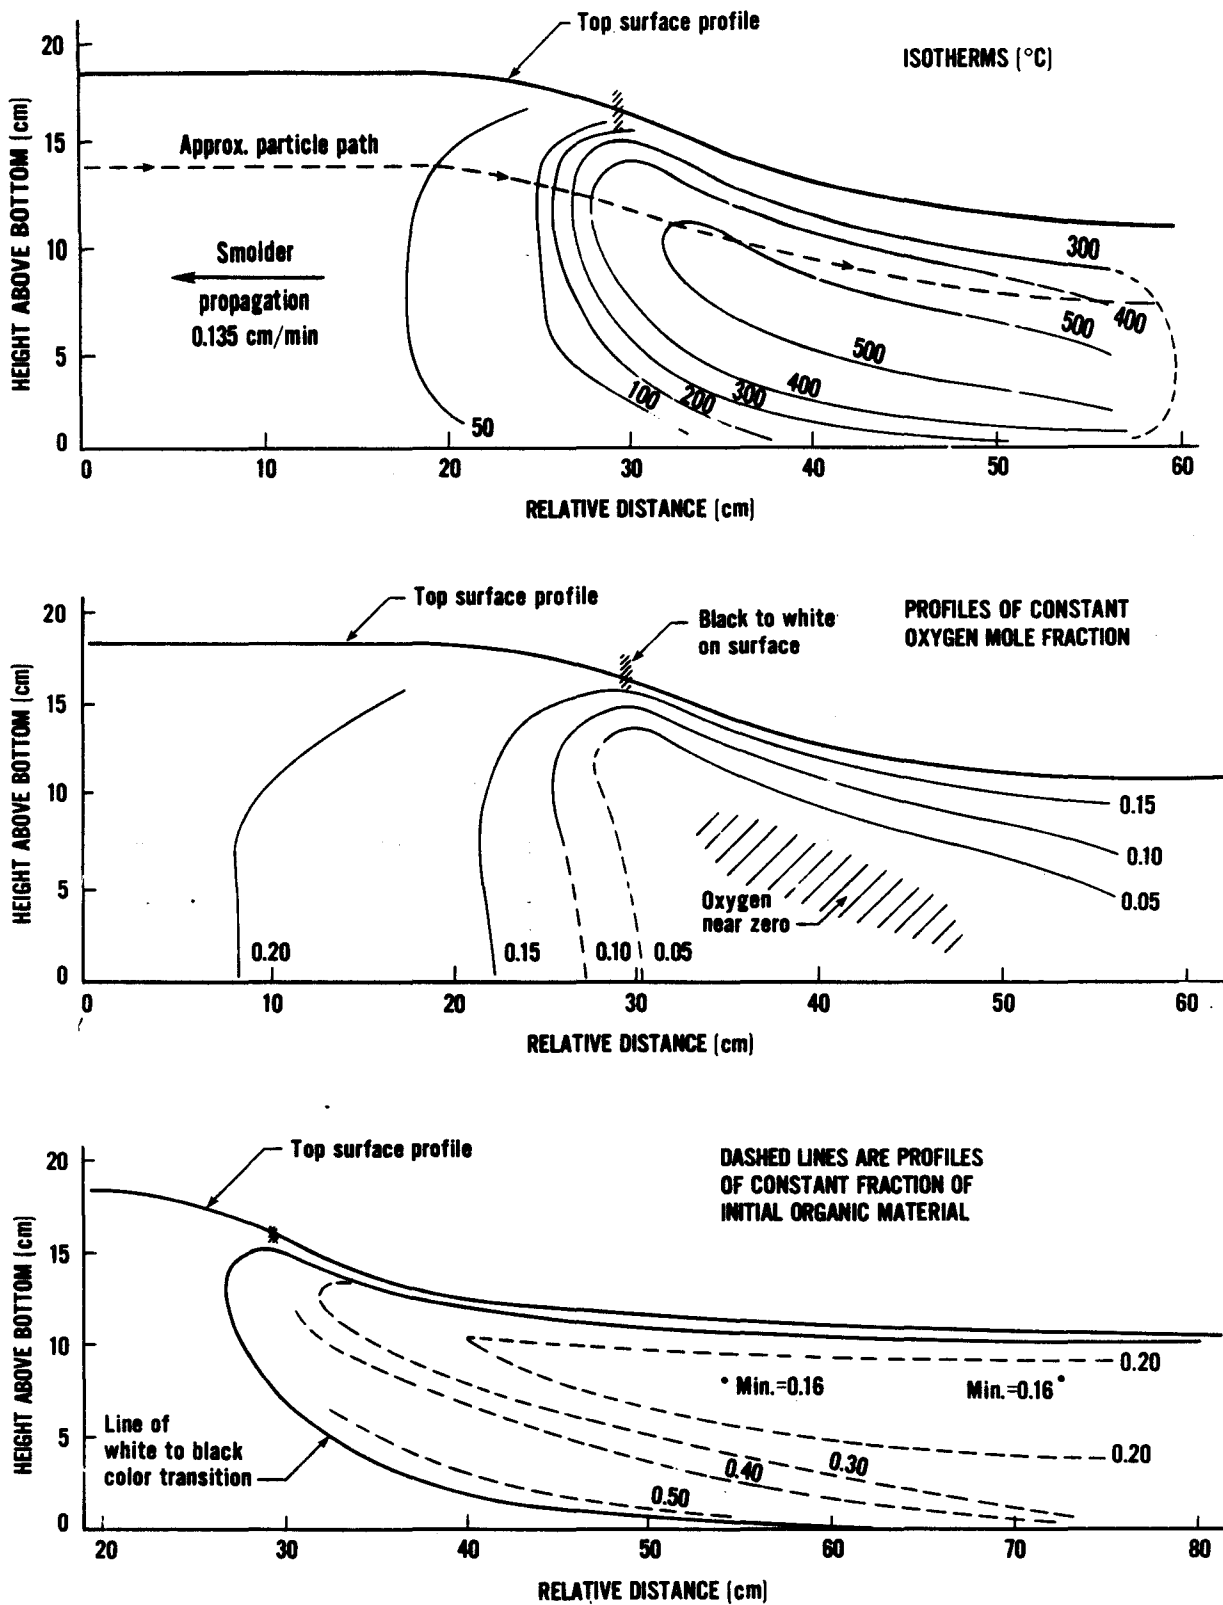 Top surface profile
ISOTHERMS (°C)
HEIGHT ABOVE BOTTOM (cm)
20
15
10
5
0
Approx. particle path
Smolder
propagation
0.135 cm/min
50
100
200
300
400
500
300
400
500
0 10 20 30 40 50 60
RELATIVE DISTANCE (cm)
Top surface profile
Black to white
on surface
PROFILES OF CONSTANT
OXYGEN MOLE FRACTION
HEIGHT ABOVE BOTTOM (cm)
20
15
10
5
0
0.20
0.15
0.10
0.05
Oxygen
near zero
0.15
0.10
0.05
0 10 20 30 40 50 60
RELATIVE DISTANCE (cm)
Top surface profile
DASHED LINES ARE PROFILES
OF CONSTANT FRACTION OF
INITIAL ORGANIC MATERIAL
HEIGHT ABOVE BOTTOM (cm)
20
15
10
5
0
Line of
white to black
color transition
0.20
Min.=0.16
Min.=0.16
0.20
0.30
0.40
0.50
20 30 40 50 60 70 80
RELATIVE DISTANCE (cm)